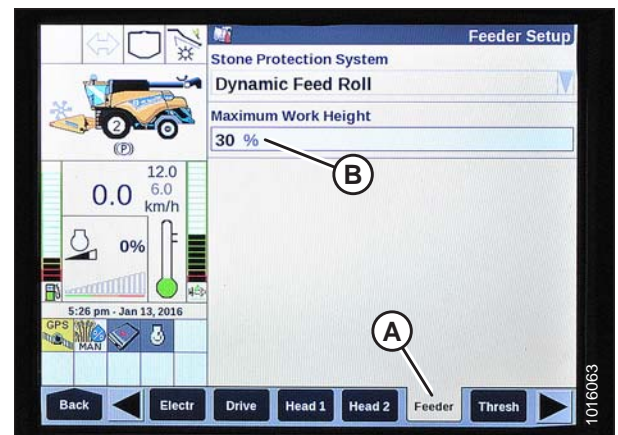 Feeder Setup
Stone Protection System
Dynamic Feed Roll
Maximum Work Height
30 %
B
2
(P)
12.0
0.0 6.0
km/h
0%
5:26 pm - Jan 13, 2016
GPS
MAN
A
Back Electr Drive Head 1 Head 2 Feeder Thresh
1016063